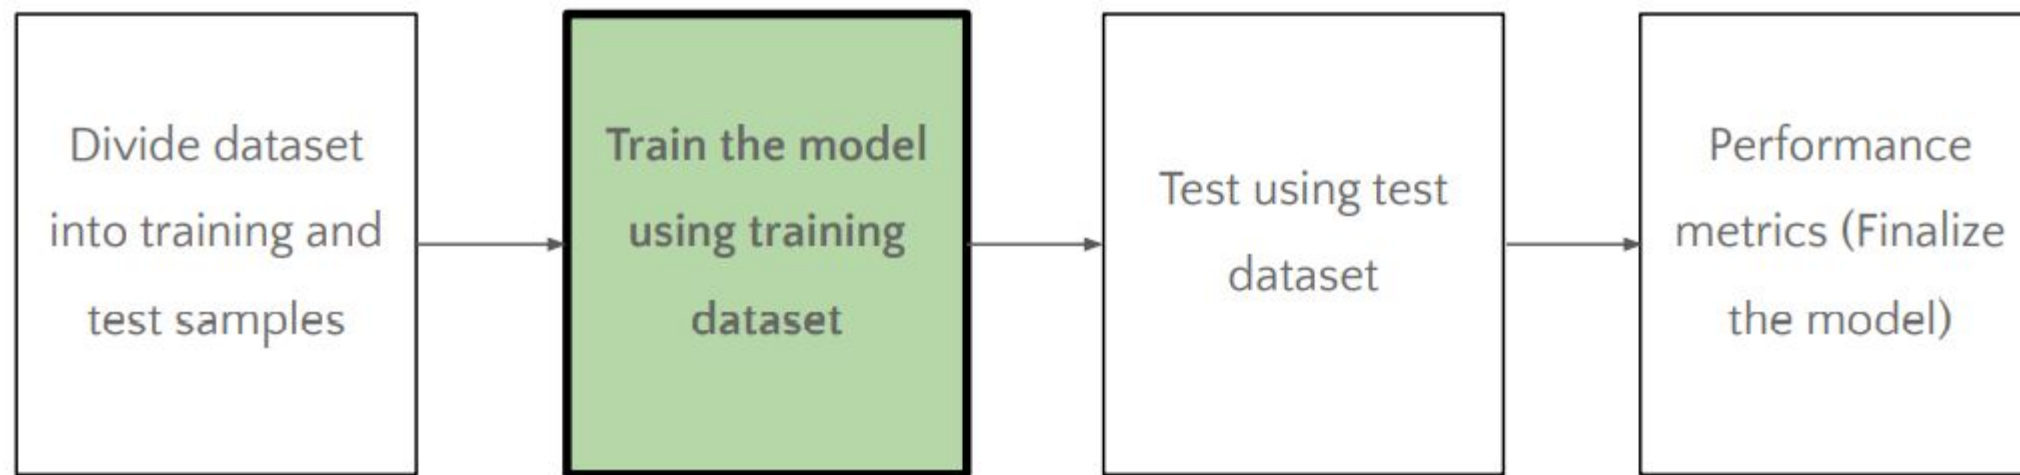 Divide dataset
into training and
test samples
Train the model
using training
dataset
Test using test
dataset
Performance
metrics (Finalize
the model)